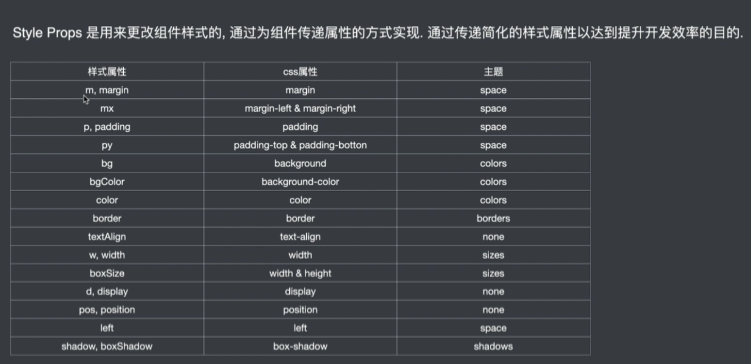 Style Props 是用来更改组件样式的, 通过为组件传递属性的方式实现. 通过传递简化的样式属性以达到提升开发效率的目的.
样式属性 css属性 主题
m, margin margin space
mx margin-left & margin-right space
p, padding padding space
py padding-top & padding-botton space
bg background colors
bgColor background-color colors
color color colors
border border borders
textAlign text-align none
w, width width sizes
boxSize width & height sizes
d, display display none
pos, position position none
left left space
shadow, boxShadow box-shadow shadows